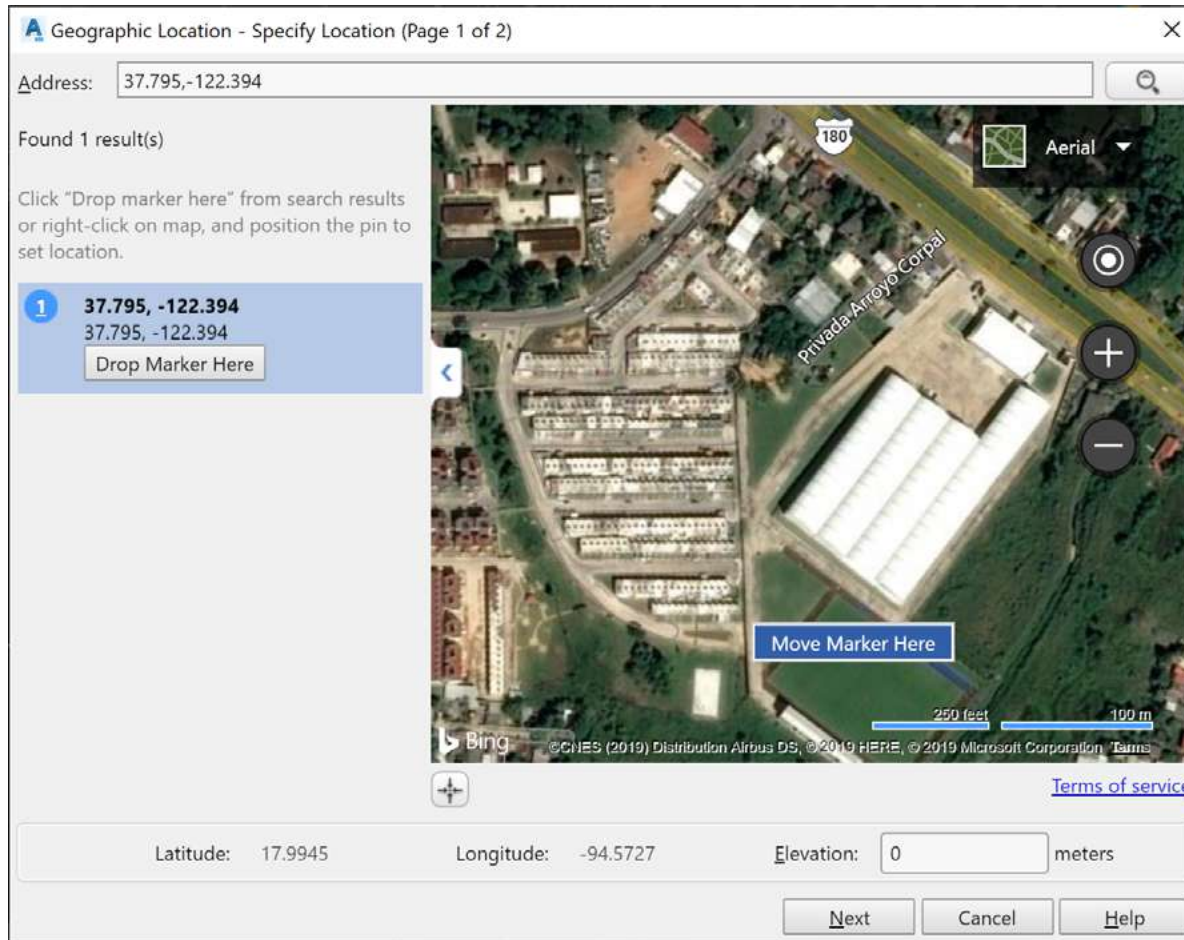 Geographic Location - Specify Location (Page 1 of 2)
Address: 37.795,-122.394
Found 1 result(s)
Click "Drop marker here" from search results
or right-click on map, and position the pin to
set location.
1 37.795, -122.394
37.795, -122.394
Drop Marker Here
180
Aerial
Privada Arroyo Corpal
Move Marker Here
250 feet 100 m
Bing ©CNES (2019) Distribution Airbus DS, © 2019 HERE, © 2019 Microsoft Corporation Terms
Terms of service
Latitude: 17.9945 Longitude: -94.5727 Elevation: 0 meters
Next Cancel Help